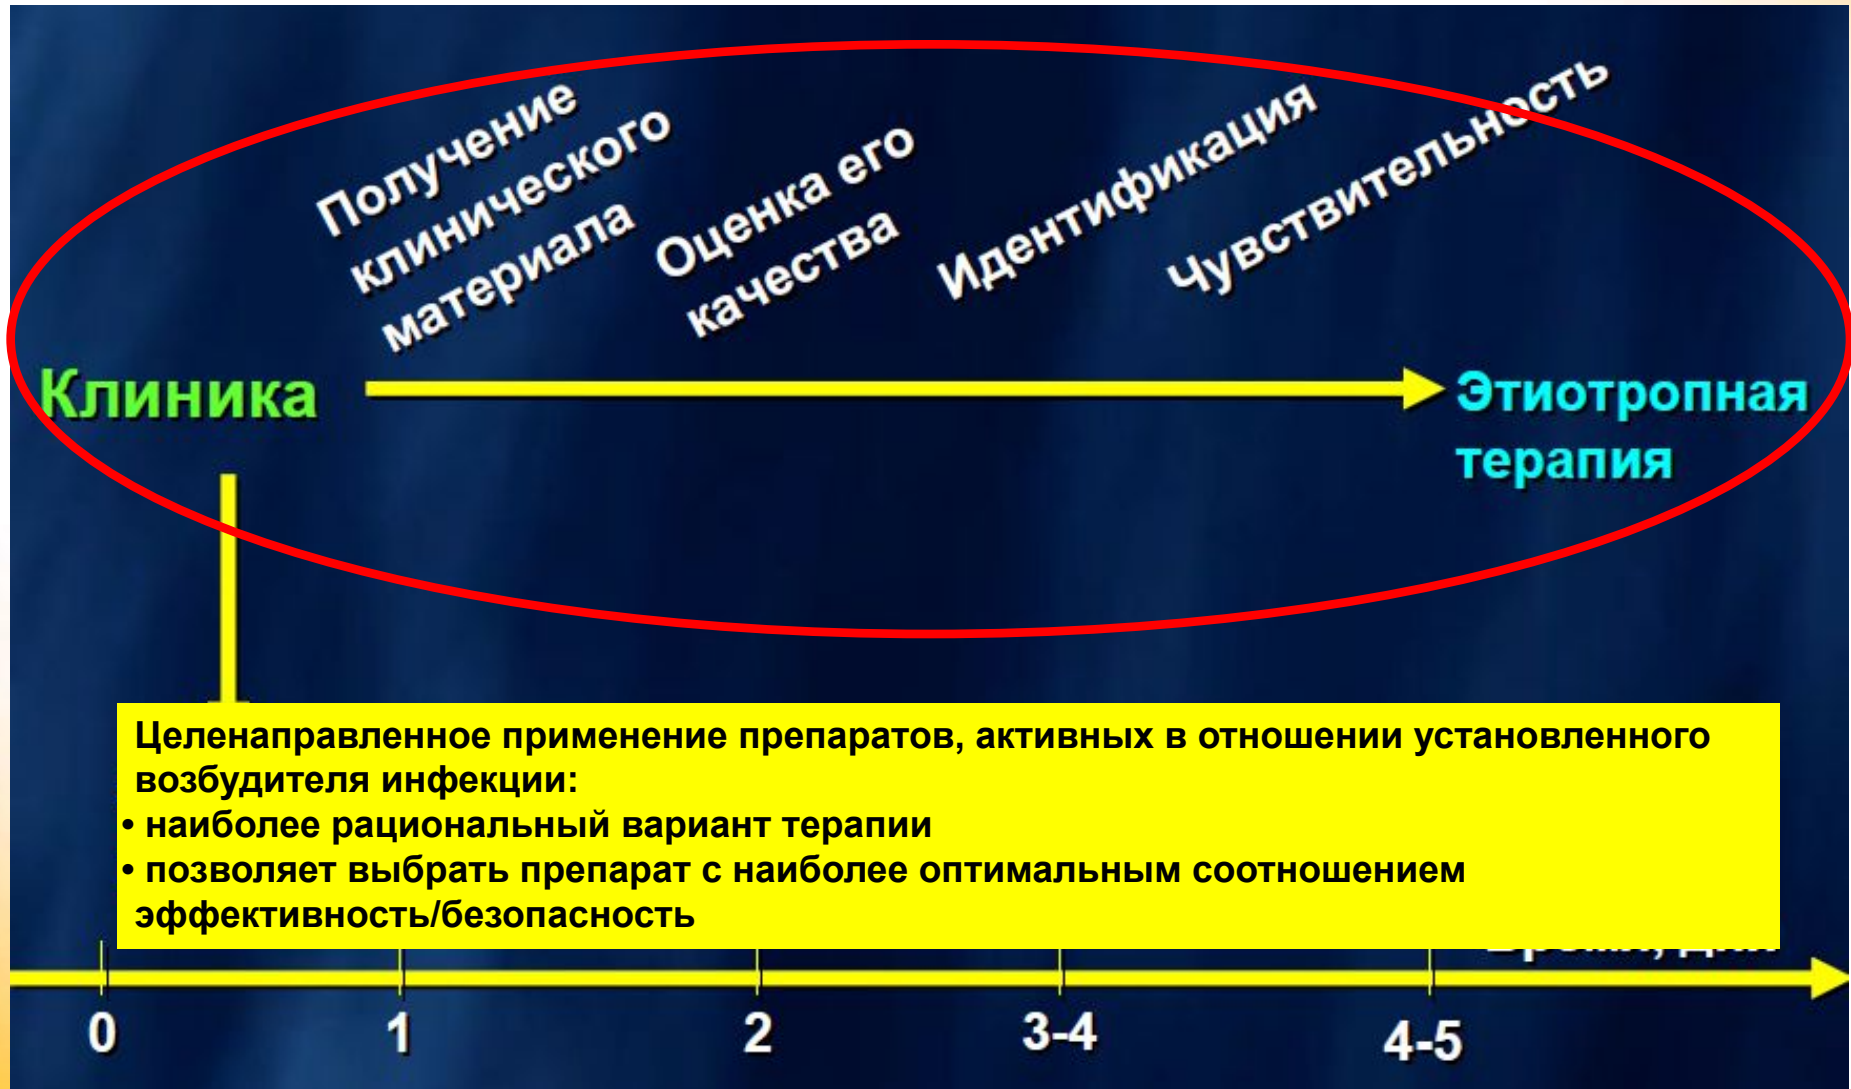 Получение
клинического
материала
Оценка его
качества
Идентификация
Чувствительность
Клиника
Этиотропная
терапия
Целенаправленное применение препаратов, активных в отношении установленного
возбудителя инфекции:
• наиболее рациональный вариант терапии
• позволяет выбрать препарат с наиболее оптимальным соотношением
эффективность/безопасность
0
1
2
3-4
4-5